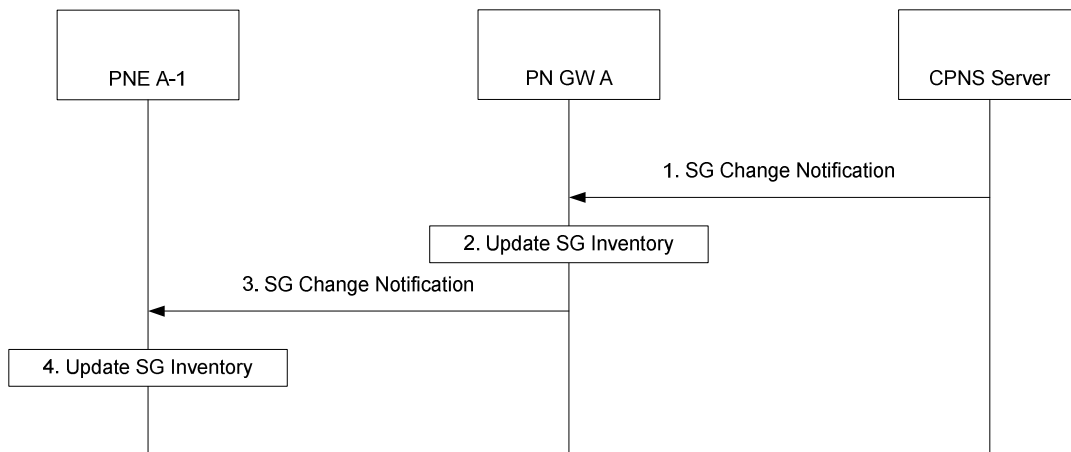 PNE A-1
PN GW A
CPNS Server
1. SG Change Notification
2. Update SG Inventory
3. SG Change Notification
4. Update SG Inventory